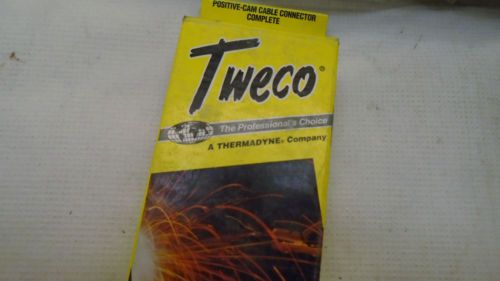 POSITIVE-CAM CABLE CONNECTOR
COMPLETE
Tweco®
The Professional's Choice
A THERMADYNE® Company